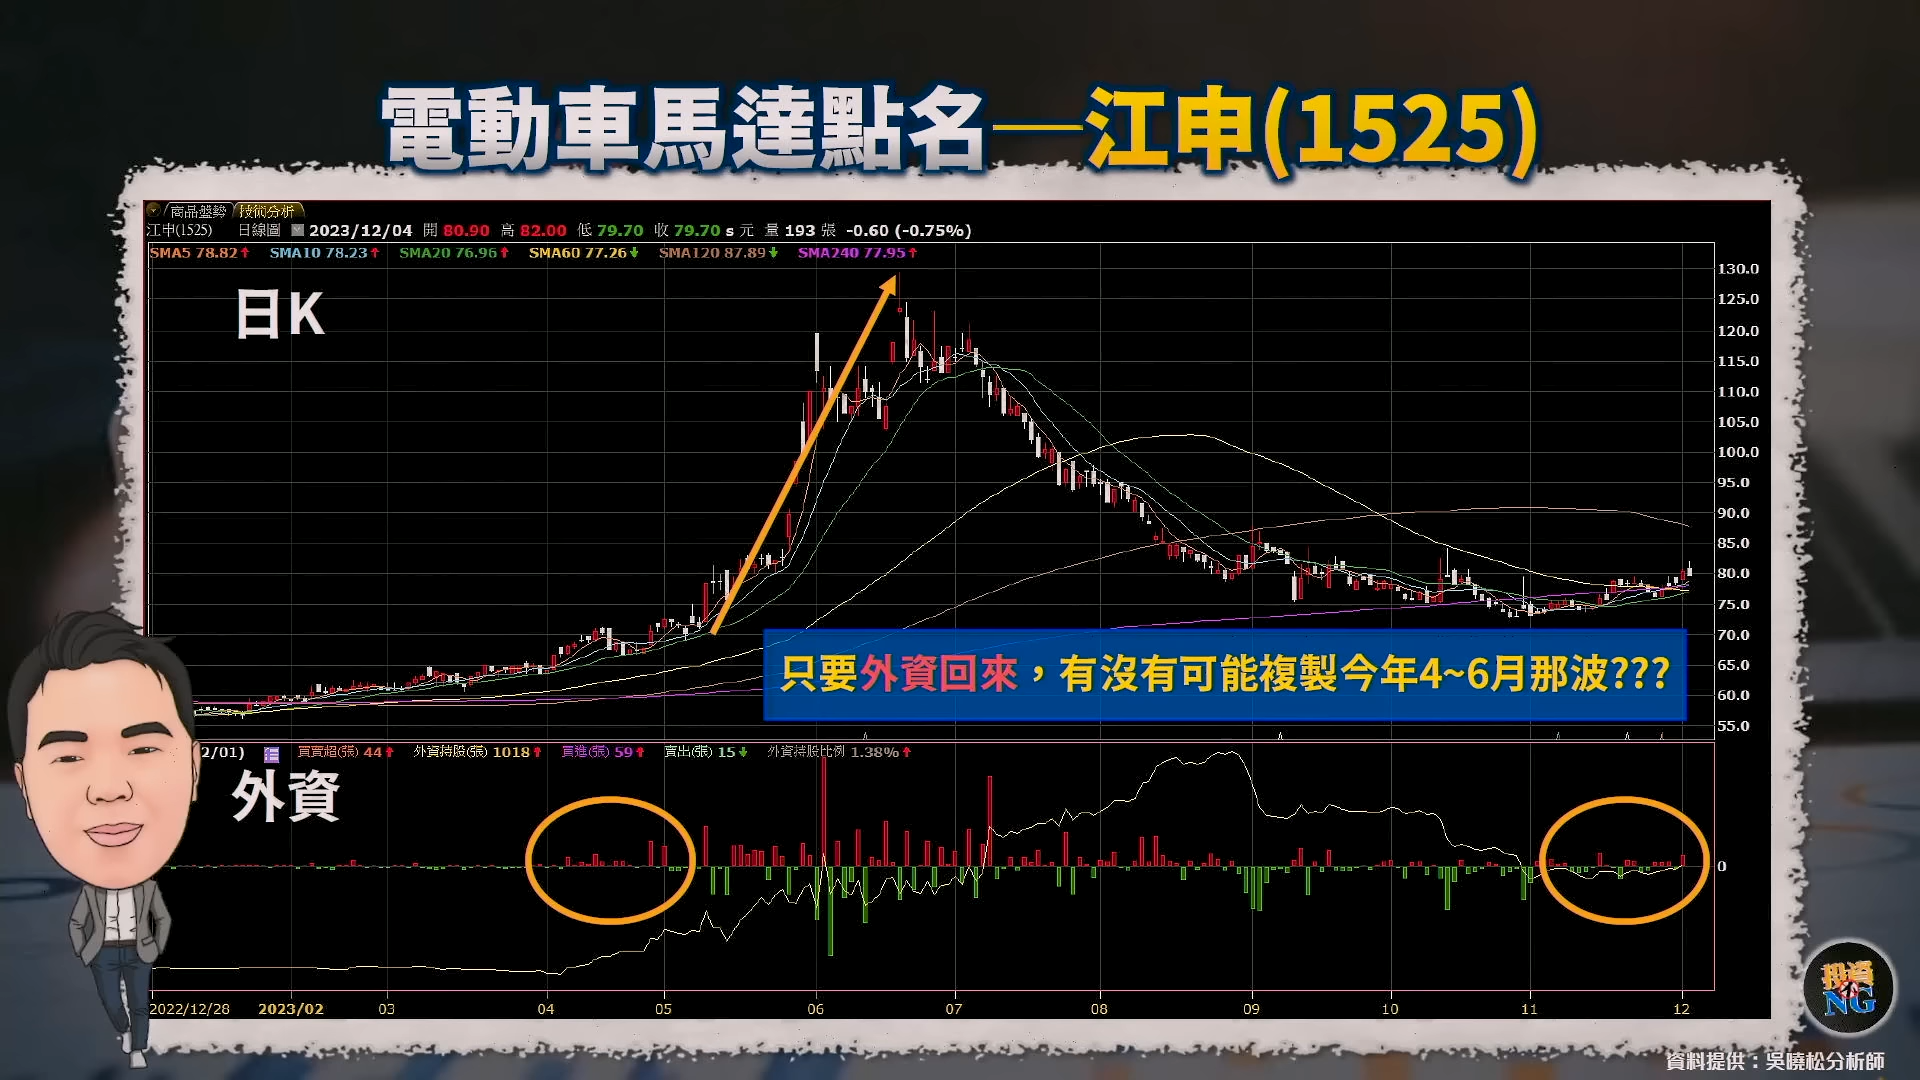 電動車馬達點名—江申(1525)
商品盤勢 技術分析
江申(1525) 日線圖 2023/12/04 開 80.90 高 82.00 低 79.70 收 79.70 s 元 量 193 張 -0.60 (-0.75%)
SMA5 78.82 SMA10 78.23 SMA20 76.96 SMA60 77.26 SMA120 87.89 SMA240 77.95
日K
130.0
125.0
120.0
115.0
110.0
105.0
100.0
95.0
90.0
85.0
80.0
75.0
70.0
65.0
60.0
55.0
只要外資回來，有沒有可能複製今年4~6月那波???
2/01) 買賣超(張) 44 外資持股(張) 1018 買進(張) 59 賣出(張) 15 外資持股比例 1.38%
外資
0
2022/12/28 2023/02 03 04 05 06 07 08 09 10 11 12
投資
NG
資料提供：吳曉松分析師